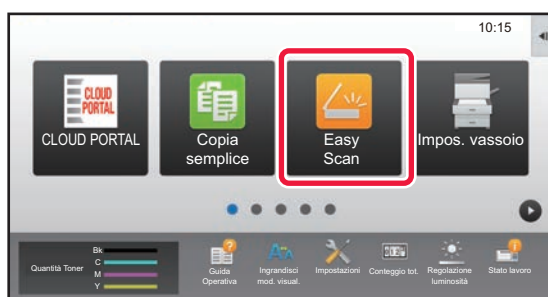 10:15
CLOUD
PORTAL
CLOUD PORTAL
Copia
semplice
Easy
Scan
Impos. vassoio
Quantità Toner
Bk
C
M
Y
Guida
Operativa
Ingrandisci
mod. visual.
Impostazioni
Conteggio tot.
Regolazione
luminosità
Stato lavoro